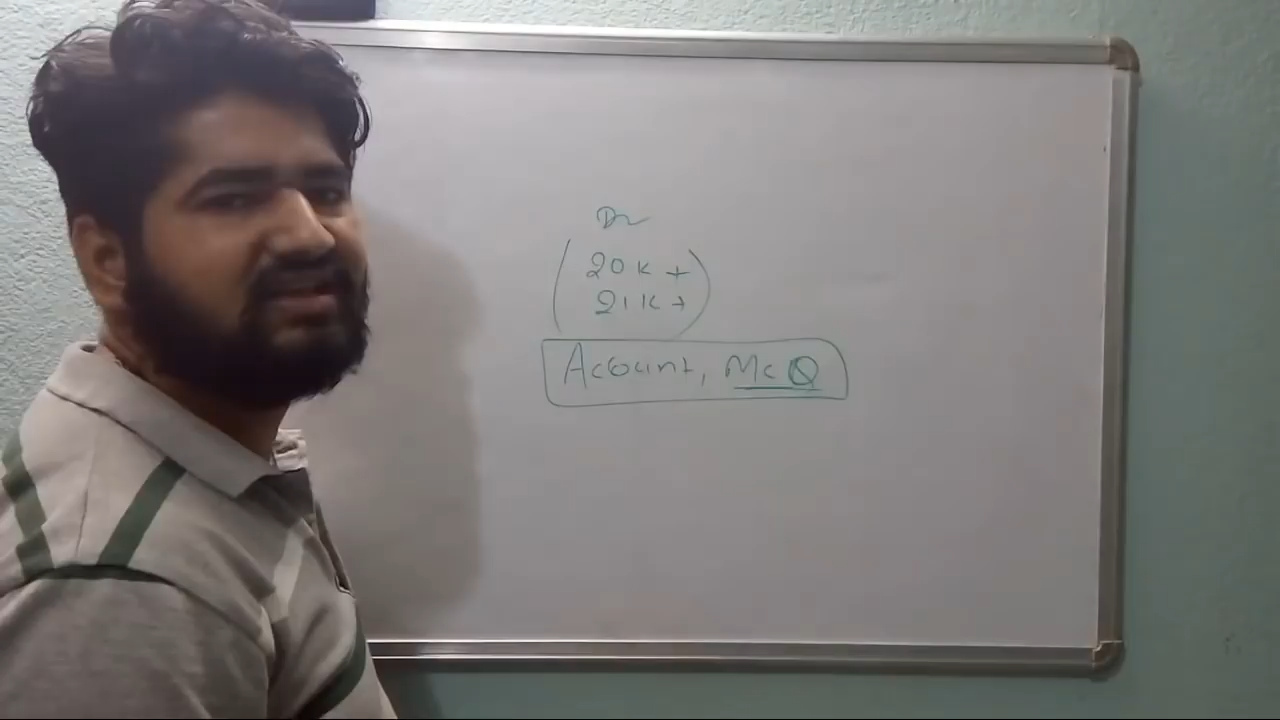 Dr
20K +
21K +
Account, McQ